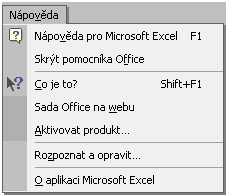 Nápověda
Nápověda pro Microsoft Excel F1
Skrýt pomocníka Office
Co je to? Shift+F1
Sada Office na webu
Aktivovat produkt...
Rozpoznat a opravit...
O aplikaci Microsoft Excel